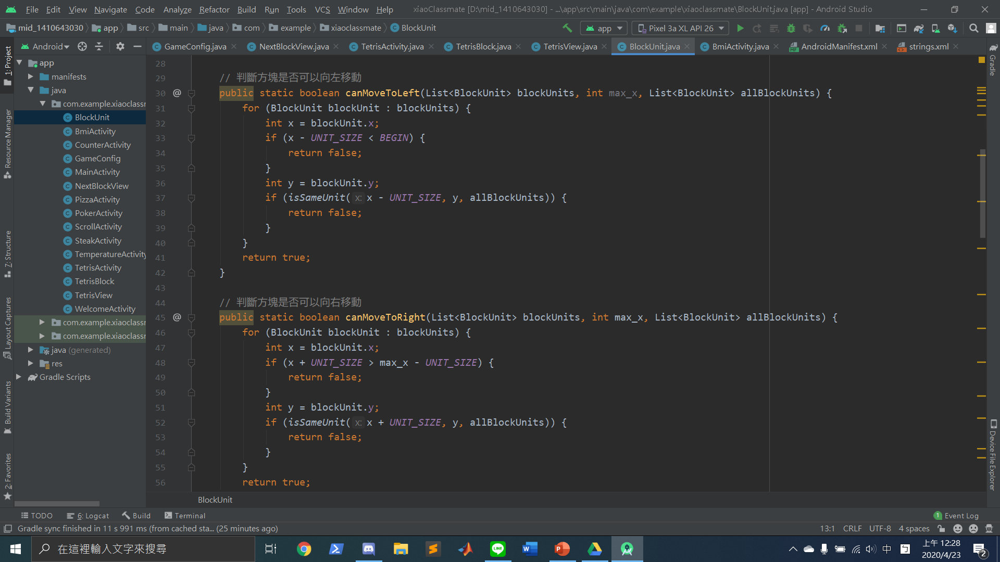 File Edit View Navigate Code Analyze Refactor Build Run Tools VCS Window Help xiaoClassmate [D:\mid_1410643030] - ...\app\src\main\java\com\example\xiaoclassmate\BlockUnit.java [app] - Android Studio
mid_1410643030 app src main java com example xiaoclassmate BlockUnit app Pixel 3a XL API 26
Android GameConfig.java NextBlockView.java TetrisActivity.java TetrisBlock.java TetrisView.java BlockUnit.java BmiActivity.java AndroidManifest.xml strings.xml
1: Project
Resource Manager
7: Structure
Layout Captures
Build Variants
2: Favorites
app
manifests
java
com.example.xiaoclassr
BlockUnit
BmiActivity
CounterActivity
GameConfig
MainActivity
NextBlockView
PizzaActivity
PokerActivity
ScrollActivity
SteakActivity
TemperatureActivity
TetrisActivity
TetrisBlock
TetrisView
WelcomeActivity
com.example.xiaoclassr
com.example.xiaoclassr
java (generated)
res
Gradle Scripts
28
29 // 判斷方塊是否可以向左移動
30 @ public static boolean canMoveToLeft(List<BlockUnit> blockUnits, int max_x, List<BlockUnit> allBlockUnits) {
31 for (BlockUnit blockUnit : blockUnits) {
32 int x = blockUnit.x;
33 if (x - UNIT_SIZE < BEGIN) {
34 return false;
35 }
36 int y = blockUnit.y;
37 if (isSameUnit( x: x - UNIT_SIZE, y, allBlockUnits)) {
38 return false;
39 }
40 }
41 return true;
42 }
43
44 // 判斷方塊是否可以向右移動
45 @ public static boolean canMoveToRight(List<BlockUnit> blockUnits, int max_x, List<BlockUnit> allBlockUnits) {
46 for (BlockUnit blockUnit : blockUnits) {
47 int x = blockUnit.x;
48 if (x + UNIT_SIZE > max_x - UNIT_SIZE) {
49 return false;
50 }
51 int y = blockUnit.y;
52 if (isSameUnit( x: x + UNIT_SIZE, y, allBlockUnits)) {
53 return false;
54 }
55 }
56 return true;
BlockUnit
Gradle
Device File Explorer
TODO 6: Logcat Build Terminal 1 Event Log
Gradle sync finished in 11 s 991 ms (from cached sta... (25 minutes ago) 13:1 CRLF UTF-8 4 spaces
在這裡輸入文字來搜尋 LINE 中 ㄅ 上午 12:28
2020/4/23 2